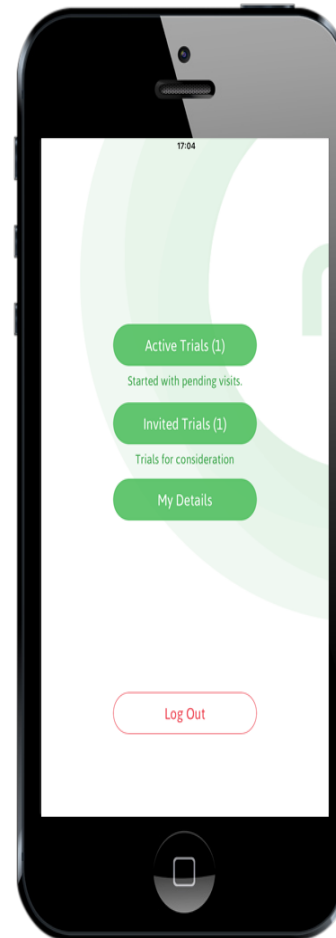 17:04
Active Trials (1)
Started with pending visits.
Invited Trials (1)
Trials for consideration
My Details
Log Out